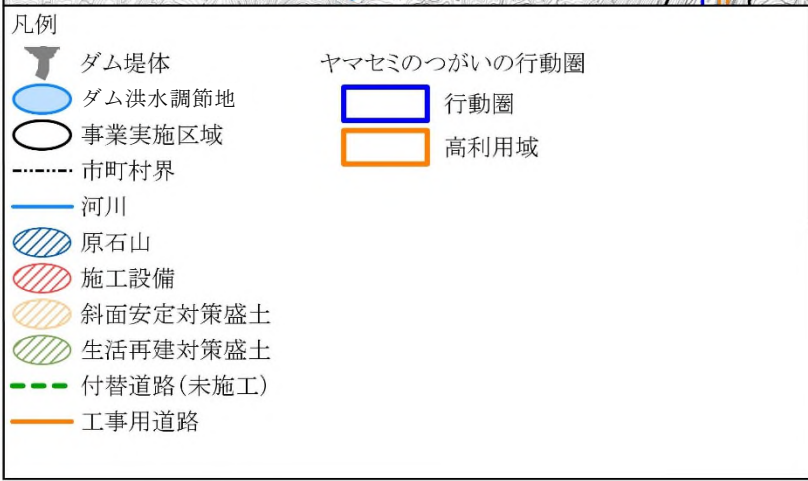 凡例
ダム堤体
ダム洪水調節地
事業実施区域
市町村界
河川
原石山
施工設備
斜面安定対策盛土
生活再建対策盛土
付替道路(未施工)
工事用道路
ヤマセミのつがいの行動圏
行動圏
高利用域